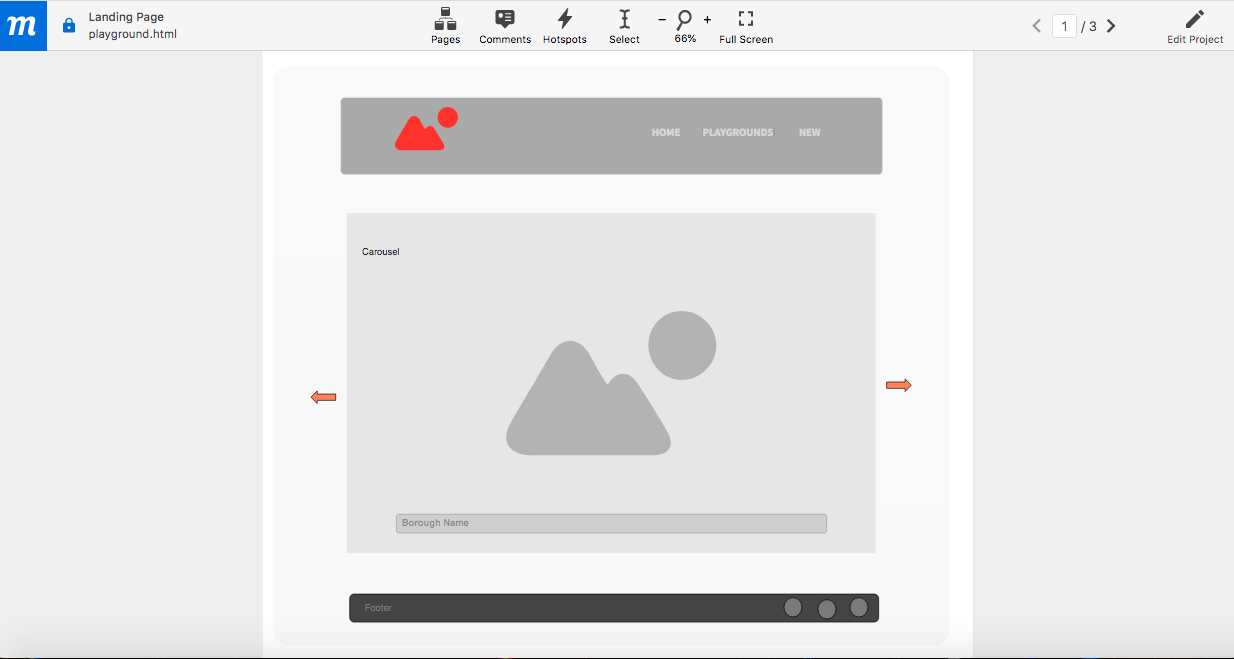 m
Landing Page
playground.html
Pages
Comments
Hotspots
Select
− 66% +
Full Screen
1 / 3
Edit Project
HOME PLAYGROUNDS NEW
Carousel
Borough Name
Footer